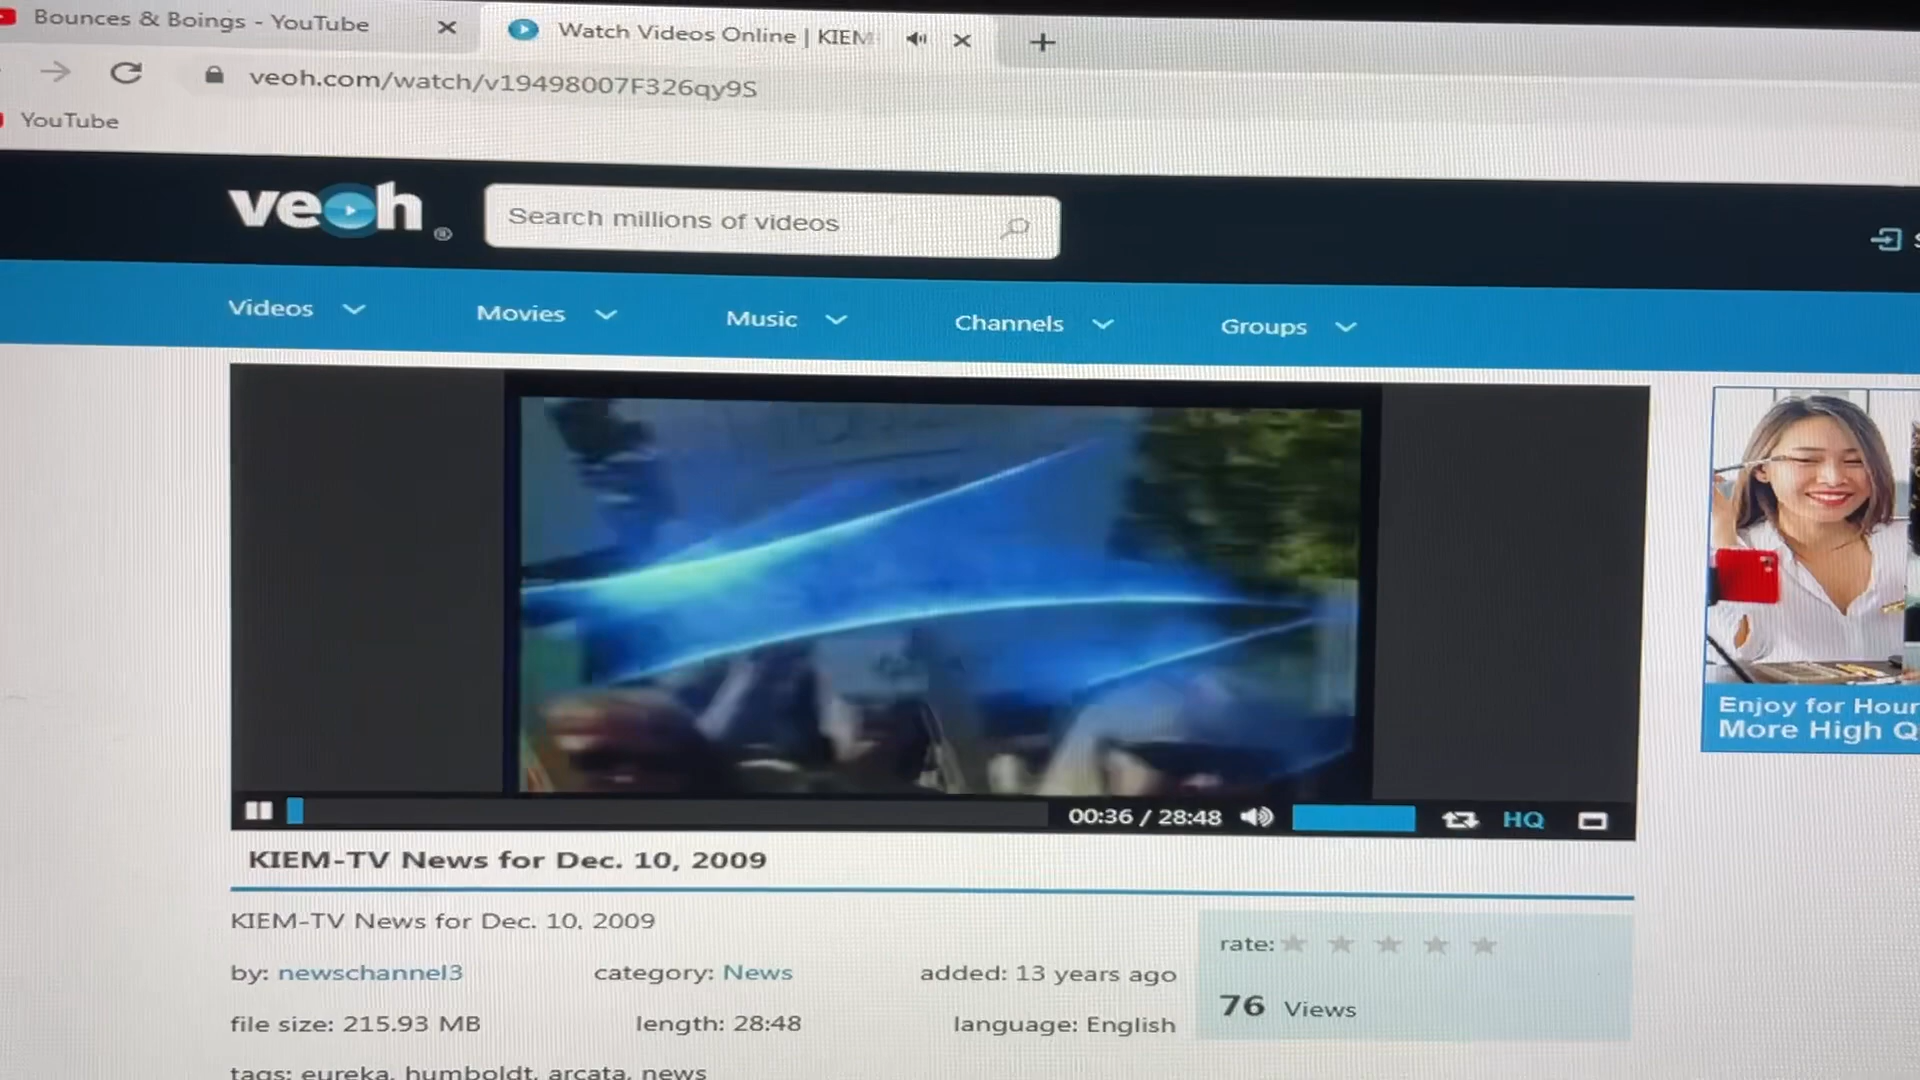 Bounces & Boings - YouTube
Watch Videos Online | KIEM
veoh.com/watch/v19498007F326qy9S
YouTube
veoh®
Search millions of videos
Videos
Movies
Music
Channels
Groups
Enjoy for Hour
More High Q
00:36 / 28:48
HQ
KIEM-TV News for Dec. 10, 2009
KIEM-TV News for Dec. 10, 2009
by: newschannel3
category: News
added: 13 years ago
file size: 215.93 MB
length: 28:48
language: English
rate:
76 Views
tags: eureka, humboldt, arcata, news